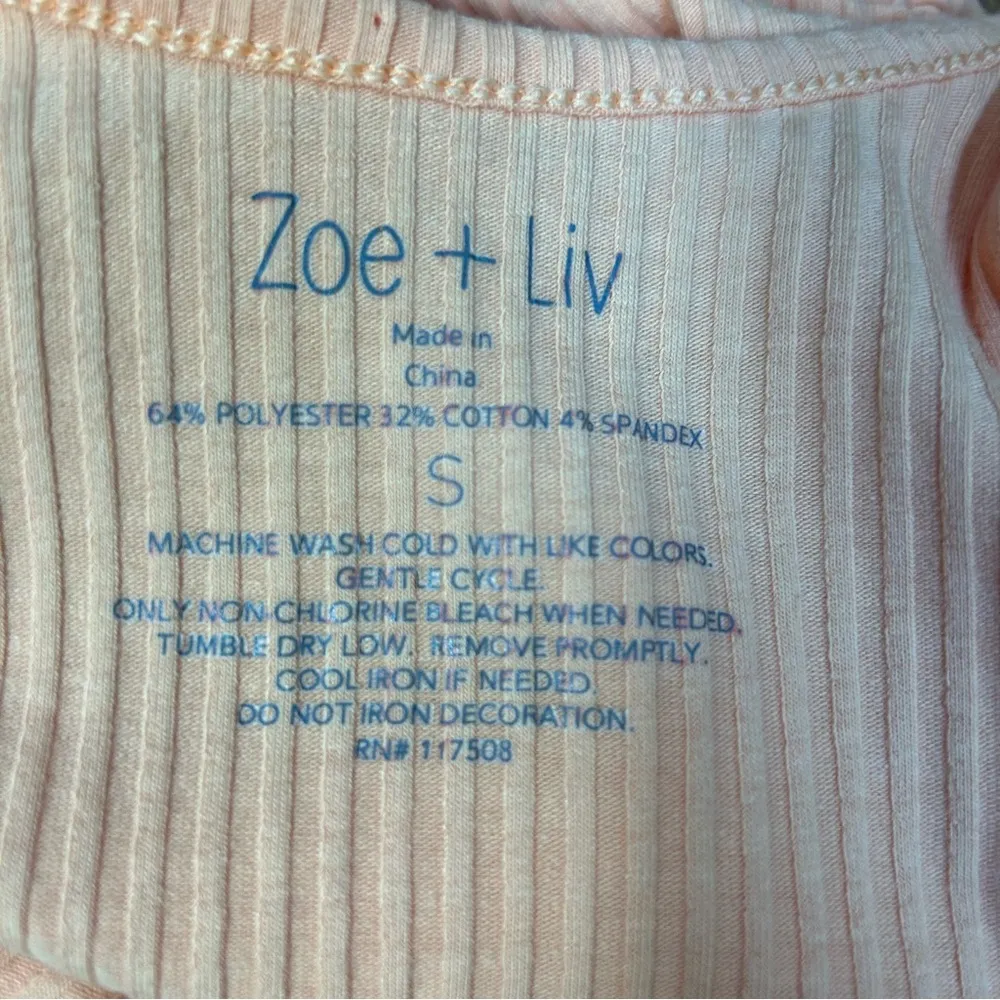 Zoe + Liv
Made in
China
64% POLYESTER 32% COTTON 4% SPANDEX
S
MACHINE WASH COLD WITH LIKE COLORS.
GENTLE CYCLE.
ONLY NON-CHLORINE BLEACH WHEN NEEDED.
TUMBLE DRY LOW. REMOVE PROMPTLY.
COOL IRON IF NEEDED.
DO NOT IRON DECORATION.
RN# 117508